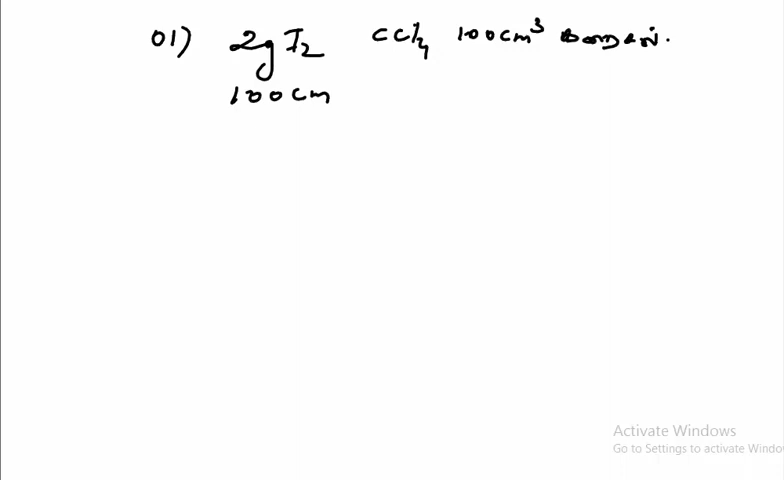 01) 2g I₂ CCl₄ 100cm³
100cm
Activate Windows
Go to Settings to activate Windo